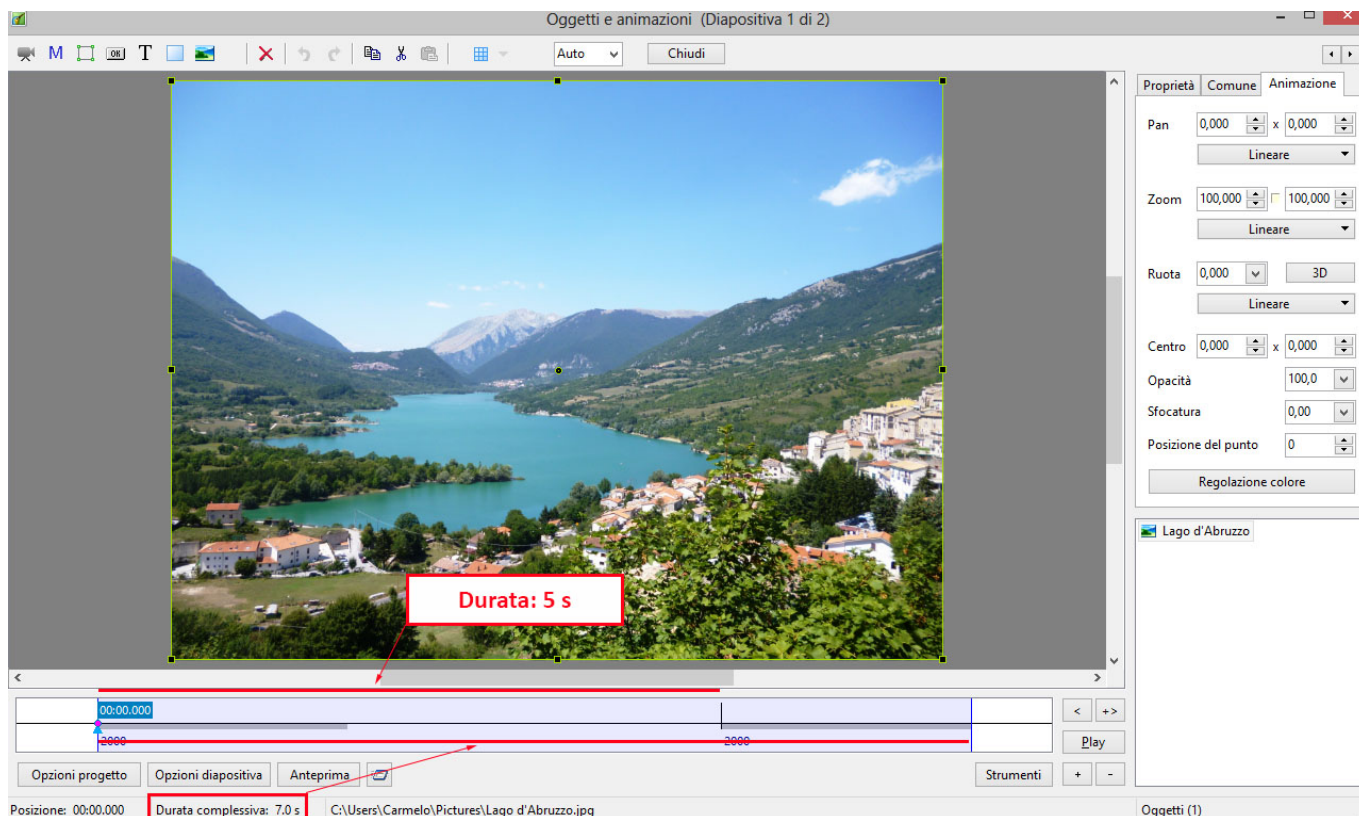 Oggetti e animazioni (Diapositiva 1 di 2)
M OK T Auto Chiudi
Proprietà Comune Animazione
Pan 0,000 x 0,000
Lineare
Zoom 100,000 100,000
Lineare
Ruota 0,000 3D
Lineare
Centro 0,000 x 0,000
Opacità 100,0
Sfocatura 0,00
Posizione del punto 0
Regolazione colore
Lago d'Abruzzo
Durata: 5 s
00:00.000
< +>
2000 2000
Play
Opzioni progetto Opzioni diapositiva Anteprima Strumenti + -
Posizione: 00:00.000 Durata complessiva: 7.0 s C:\Users\Carmelo\Pictures\Lago d'Abruzzo.jpg Oggetti (1)